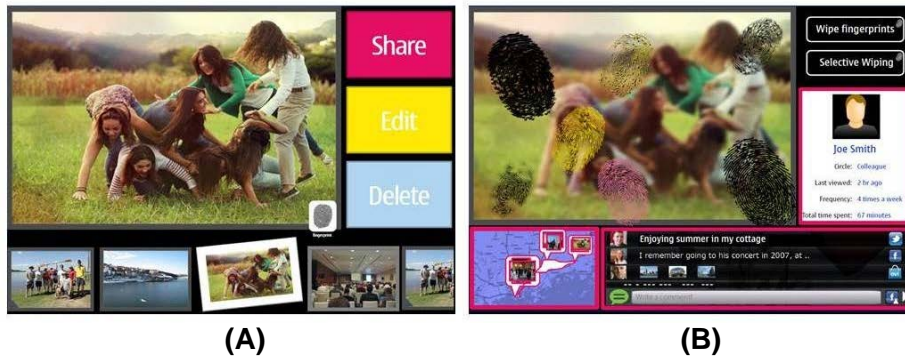 Share
Edit
Delete
fingerprint
Wipe fingerprints
Selective Wiping
Joe Smith
Circle: Colleague
Last viewed: 2 hr ago
Frequency: 4 times a week
Total time spent: 67 minutes
Enjoying summer in my cottage
I remember going to his concert in 2007, at ..
Write a comment!
(A)
(B)